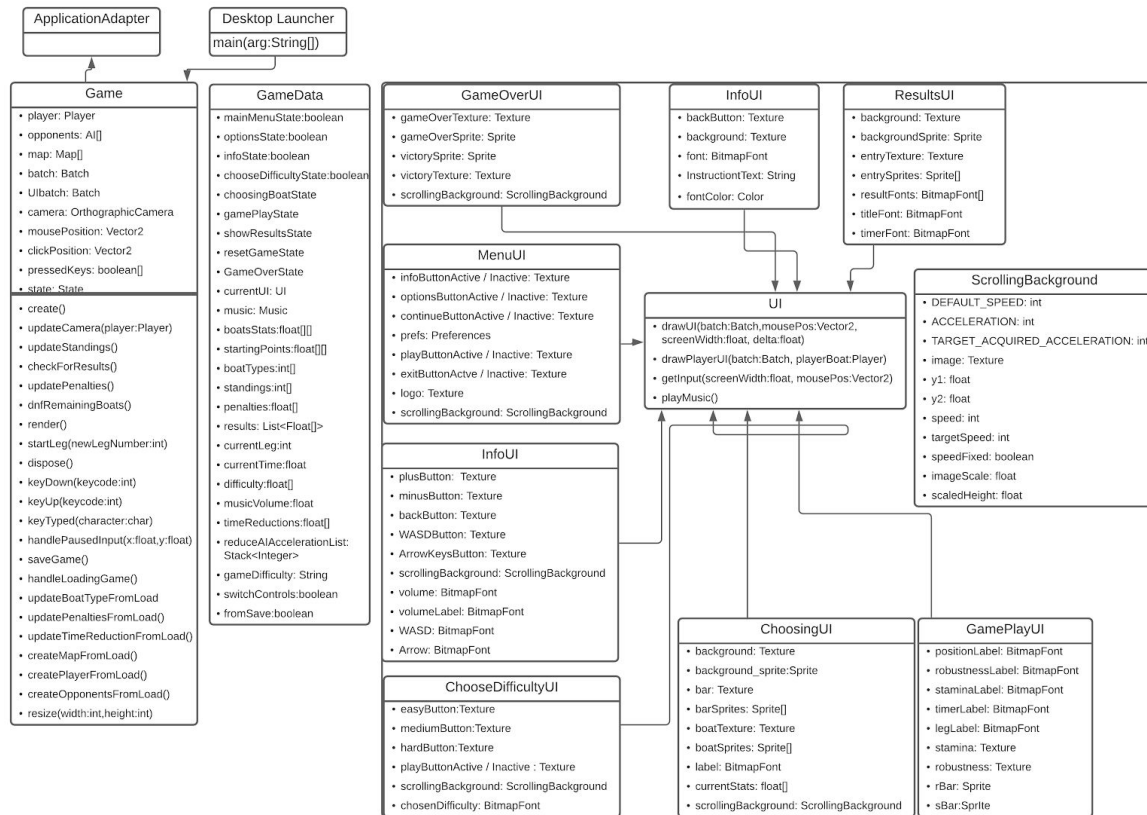 ApplicationAdapter
Desktop Launcher
main(arg:String[])
Game
• player: Player
• opponents: AI[]
• map: Map[]
• batch: Batch
• UIbatch: Batch
• camera: OrthographicCamera
• mousePosition: Vector2
• clickPosition: Vector2
• pressedKeys: boolean[]
• state: State
• create()
• updateCamera(player:Player)
• updateStandings()
• checkForResults()
• updatePenalties()
• dnfRemainingBoats()
• render()
• startLeg(newLegNumber:int)
• dispose()
• keyDown(keycode:int)
• keyUp(keycode:int)
• keyTyped(character:char)
• handlePausedInput(x:float,y:float)
• saveGame()
• handleLoadingGame()
• updateBoatTypeFromLoad
• updatePenaltiesFromLoad()
• updateTimeReductionFromLoad()
• createMapFromLoad()
• createPlayerFromLoad()
• createOpponentsFromLoad()
• resize(width:int,height:int)
GameData
• mainMenuState:boolean
• optionsState:boolean
• infoState:boolean
• chooseDifficultyState:boolean
• choosingBoatState
• gamePlayState
• showResultsState
• resetGameState
• GameOverState
• currentUI: UI
• music: Music
• boatsStats:float[][]
• startingPoints:float[][]
• boatTypes:int[]
• standings:int[]
• penalties:float[]
• results: List<Float[]>
• currentLeg:int
• currentTime:float
• difficulty:float[]
• musicVolume:float
• timeReductions:float[]
• reduceAIAccelerationList:
Stack<Integer>
• gameDifficulty: String
• switchControls:boolean
• fromSave:boolean
GameOverUI
• gameOverTexture: Texture
• gameOverSprite: Sprite
• victorySprite: Sprite
• victoryTexture: Texture
• scrollingBackground: ScrollingBackground
InfoUI
• backButton: Texture
• background: Texture
• font: BitmapFont
• InstructionText: String
• fontColor: Color
ResultsUI
• background: Texture
• backgroundSprite: Sprite
• entryTexture: Texture
• entrySprites: Sprite[]
• resultFonts: BitmapFont[]
• titleFont: BitmapFont
• timerFont: BitmapFont
MenuUI
• infoButtonActive / Inactive: Texture
• optionsButtonActive / Inactive: Texture
• continueButtonActive / Inactive: Texture
• prefs: Preferences
• playButtonActive / Inactive: Texture
• exitButtonActve / Inactive: Texture
• logo: Texture
• scrollingBackground: ScrollingBackground
UI
• drawUI(batch:Batch,mousePos:Vector2,
screenWidth:float, delta:float)
• drawPlayerUI(batch:Batch, playerBoat:Player)
• getInput(screenWidth:float, mousePos:Vector2)
• playMusic()
ScrollingBackground
• DEFAULT_SPEED: int
• ACCELERATION: int
• TARGET_ACQUIRED_ACCELERATION: int
• image: Texture
• y1: float
• y2: float
• speed: int
• targetSpeed: int
• speedFixed: boolean
• imageScale: float
• scaledHeight: float
InfoUI
• plusButton: Texture
• minusButton: Texture
• backButton: Texture
• WASDButton: Texture
• ArrowKeysButton: Texture
• scrollingBackground: ScrollingBackground
• volume: BitmapFont
• volumeLabel: BitmapFont
• WASD: BitmapFont
• Arrow: BitmapFont
ChooseDifficultyUI
• easyButton:Texture
• mediumButton:Texture
• hardButton:Texture
• playButtonActive / Inactive : Texture
• scrollingBackground: ScrollingBackground
• chosenDifficulty: BitmapFont
ChoosingUI
• background: Texture
• background_sprite:Sprite
• bar: Texture
• barSprites: Sprite[]
• boatTexture: Texture
• boatSprites: Sprite[]
• label: BitmapFont
• currentStats: float[]
• scrollingBackground: ScrollingBackground
GamePlayUI
• positionLabel: BitmapFont
• robustnessLabel: BitmapFont
• staminaLabel: BitmapFont
• timerLabel: BitmapFont
• legLabel: BitmapFont
• stamina: Texture
• robustness: Texture
• rBar: Sprite
• sBar:SprIte